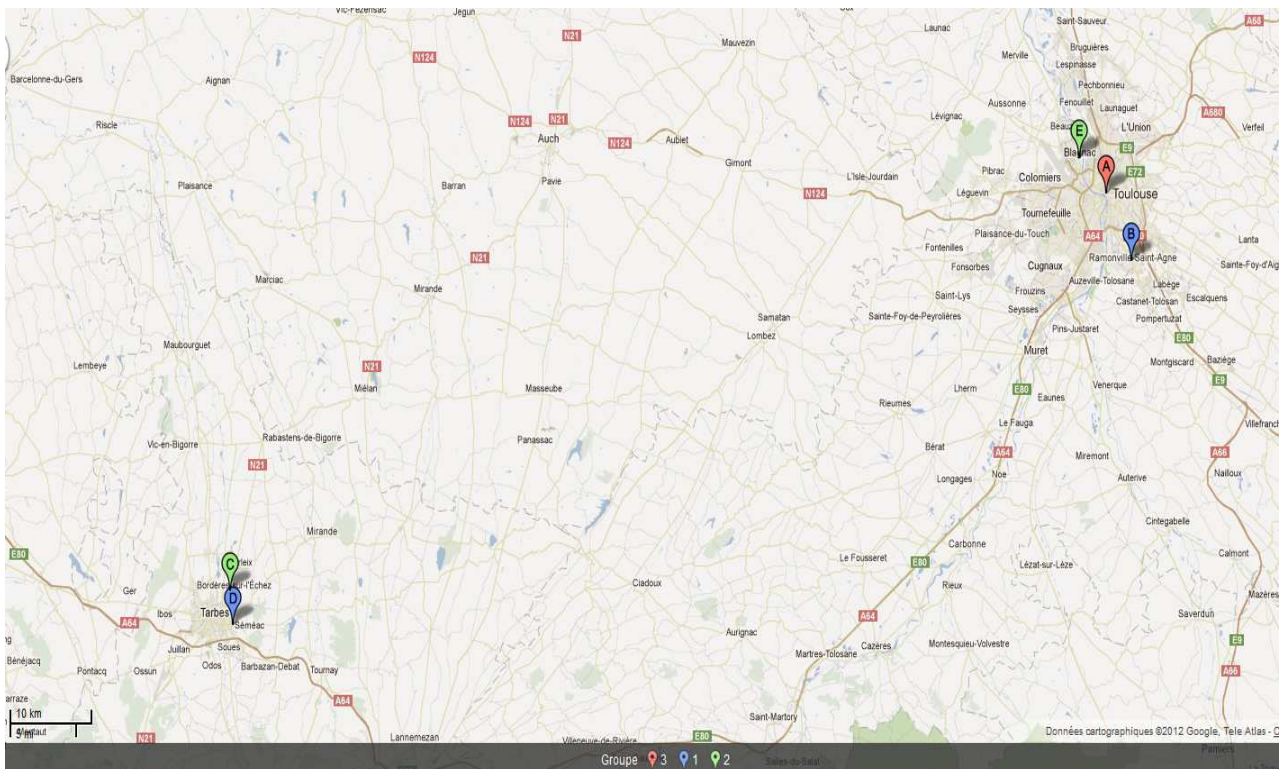 Vic-Fezensac
Jegun
N21
Mauvezin
Launac
Saint-Sauveur
A68
Bruguières
Merville
Lespinasse
N124
Barcelonne-du-Gers
Aignan
Pechbonnieu
Aussonne
Fenouillet
Launaguet
A680
Lévignac
Riscle
N124
N21
Auch
N124
Aubiet
E
L'Union
Verfeil
Gimont
Blagnac
E9
Pibrac
A
E72
Plaisance
Barran
Pavie
N124
L'Isle-Jourdain
Colomiers
Léguevin
Toulouse
Tournefeuille
Plaisance-du-Touch
A64
B
Lanta
Fontenilles
N21
Ramonville-Saint-Agne
Fonsorbes
Cugnaux
Marciac
Mirande
Auzeville-Tolosane
Labège
Saint-Lys
Frouzins
Castanet-Tolosan
Escalquens
Seysses
Samatan
Sainte-Foy-de-Peyrolières
Pompertuzat
Pins-Justaret
Lombez
E80
Maubourguet
Muret
Baziège
Lembeye
N21
Montgiscard
E9
Miélan
Masseube
Lherm
E80
Venerque
Eaunes
Rieumes
Le Fauga
Vic-en-Bigorre
Rabastens-de-Bigorre
Panassac
Bérat
A64
Miremont
A66
N21
Longages
Noe
Auterive
Nailloux
Cintegabelle
Mirande
E80
Carbonne
C
Le Fousseret
E80
Lézat-sur-Lèze
Calmont
Ger
Bordères-sur-l'Échez
Ciadoux
Rieux
Mazères
D
Ibos
Tarbes
A64
Séméac
A64
Saverdun
Aurignac
Juillan
Soues
Cazères
Montesquieu-Volvestre
E9
Bénéjacq
Martres-Tolosane
Pontacq
Ossun
Odos
Barbazan-Debat
Tournay
A66
A64
10 km
Saint-Martory
5 mi
N21
Lannemezan
Villeneuve-de-Rivière
E80
Données cartographiques ©2012 Google, Tele Atlas -
Groupe 3 1 2
Salies-du-Salat
Pamiers